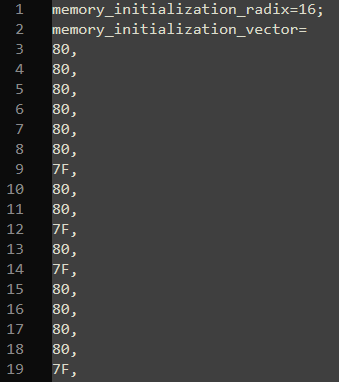 1 memory_initialization_radix=16;
2 memory_initialization_vector=
3 80,
4 80,
5 80,
6 80,
7 80,
8 80,
9 7F,
10 80,
11 80,
12 7F,
13 80,
14 7F,
15 80,
16 80,
17 80,
18 80,
19 7F,